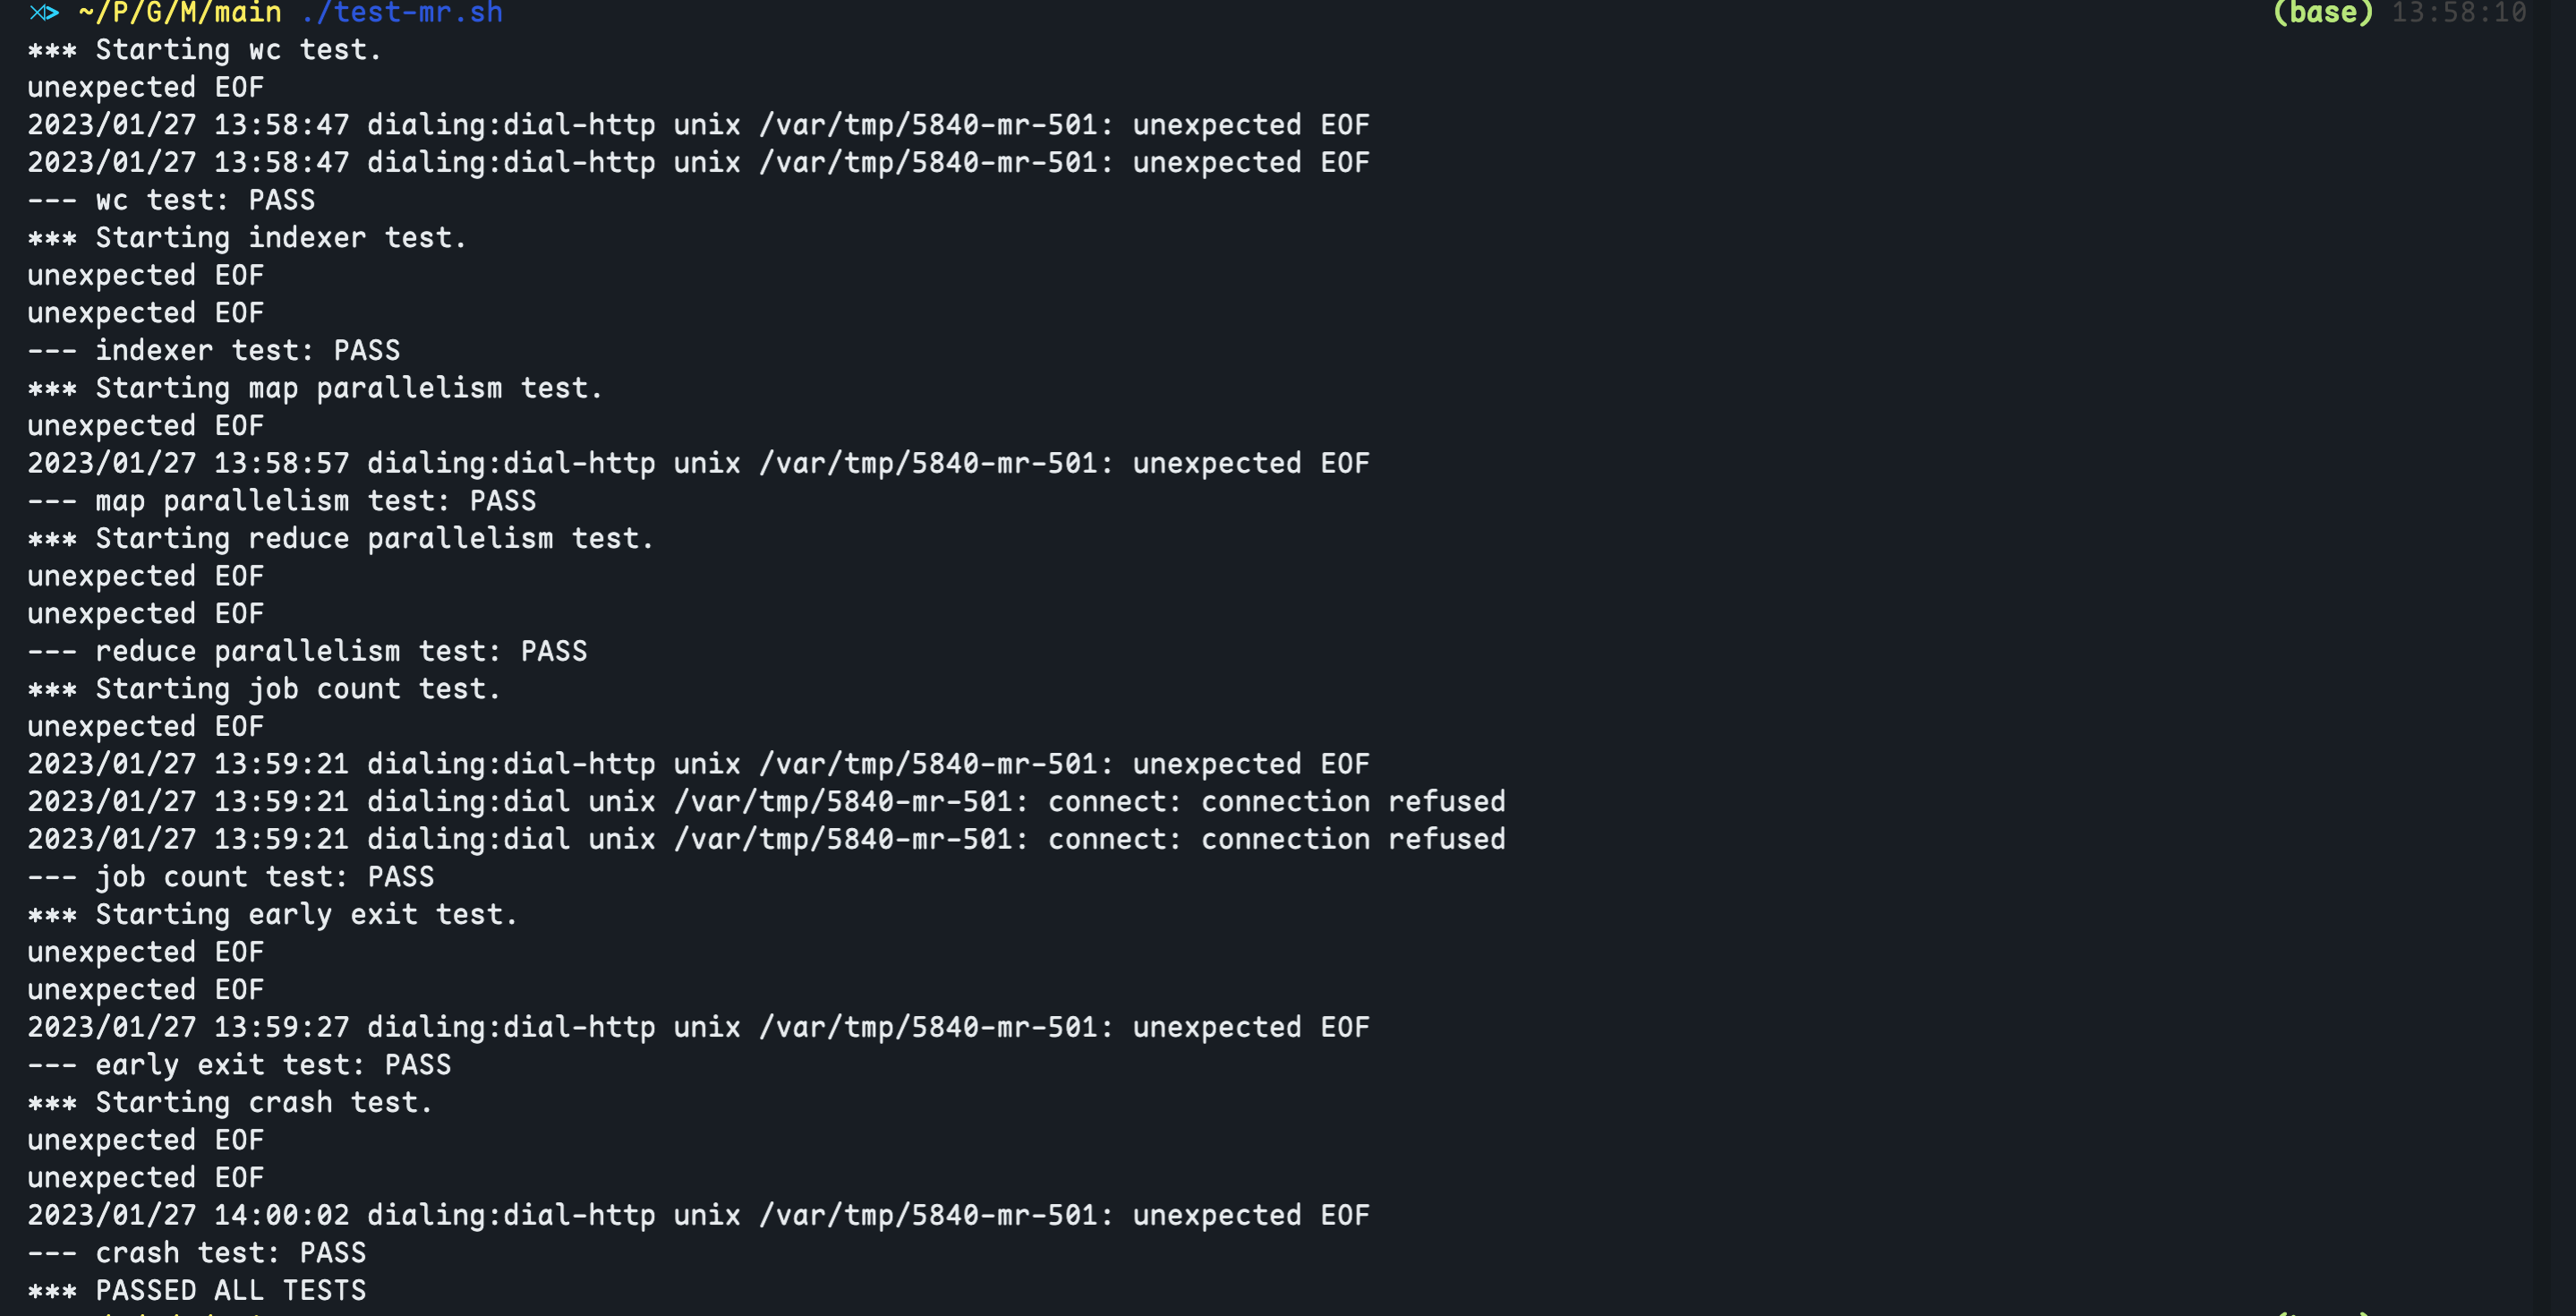 ~/P/G/M/main ./test-mr.sh (base) 13:58:10
*** Starting wc test.
unexpected EOF
2023/01/27 13:58:47 dialing:dial-http unix /var/tmp/5840-mr-501: unexpected EOF
2023/01/27 13:58:47 dialing:dial-http unix /var/tmp/5840-mr-501: unexpected EOF
--- wc test: PASS
*** Starting indexer test.
unexpected EOF
unexpected EOF
--- indexer test: PASS
*** Starting map parallelism test.
unexpected EOF
2023/01/27 13:58:57 dialing:dial-http unix /var/tmp/5840-mr-501: unexpected EOF
--- map parallelism test: PASS
*** Starting reduce parallelism test.
unexpected EOF
unexpected EOF
--- reduce parallelism test: PASS
*** Starting job count test.
unexpected EOF
2023/01/27 13:59:21 dialing:dial-http unix /var/tmp/5840-mr-501: unexpected EOF
2023/01/27 13:59:21 dialing:dial unix /var/tmp/5840-mr-501: connect: connection refused
2023/01/27 13:59:21 dialing:dial unix /var/tmp/5840-mr-501: connect: connection refused
--- job count test: PASS
*** Starting early exit test.
unexpected EOF
unexpected EOF
2023/01/27 13:59:27 dialing:dial-http unix /var/tmp/5840-mr-501: unexpected EOF
--- early exit test: PASS
*** Starting crash test.
unexpected EOF
unexpected EOF
2023/01/27 14:00:02 dialing:dial-http unix /var/tmp/5840-mr-501: unexpected EOF
--- crash test: PASS
*** PASSED ALL TESTS